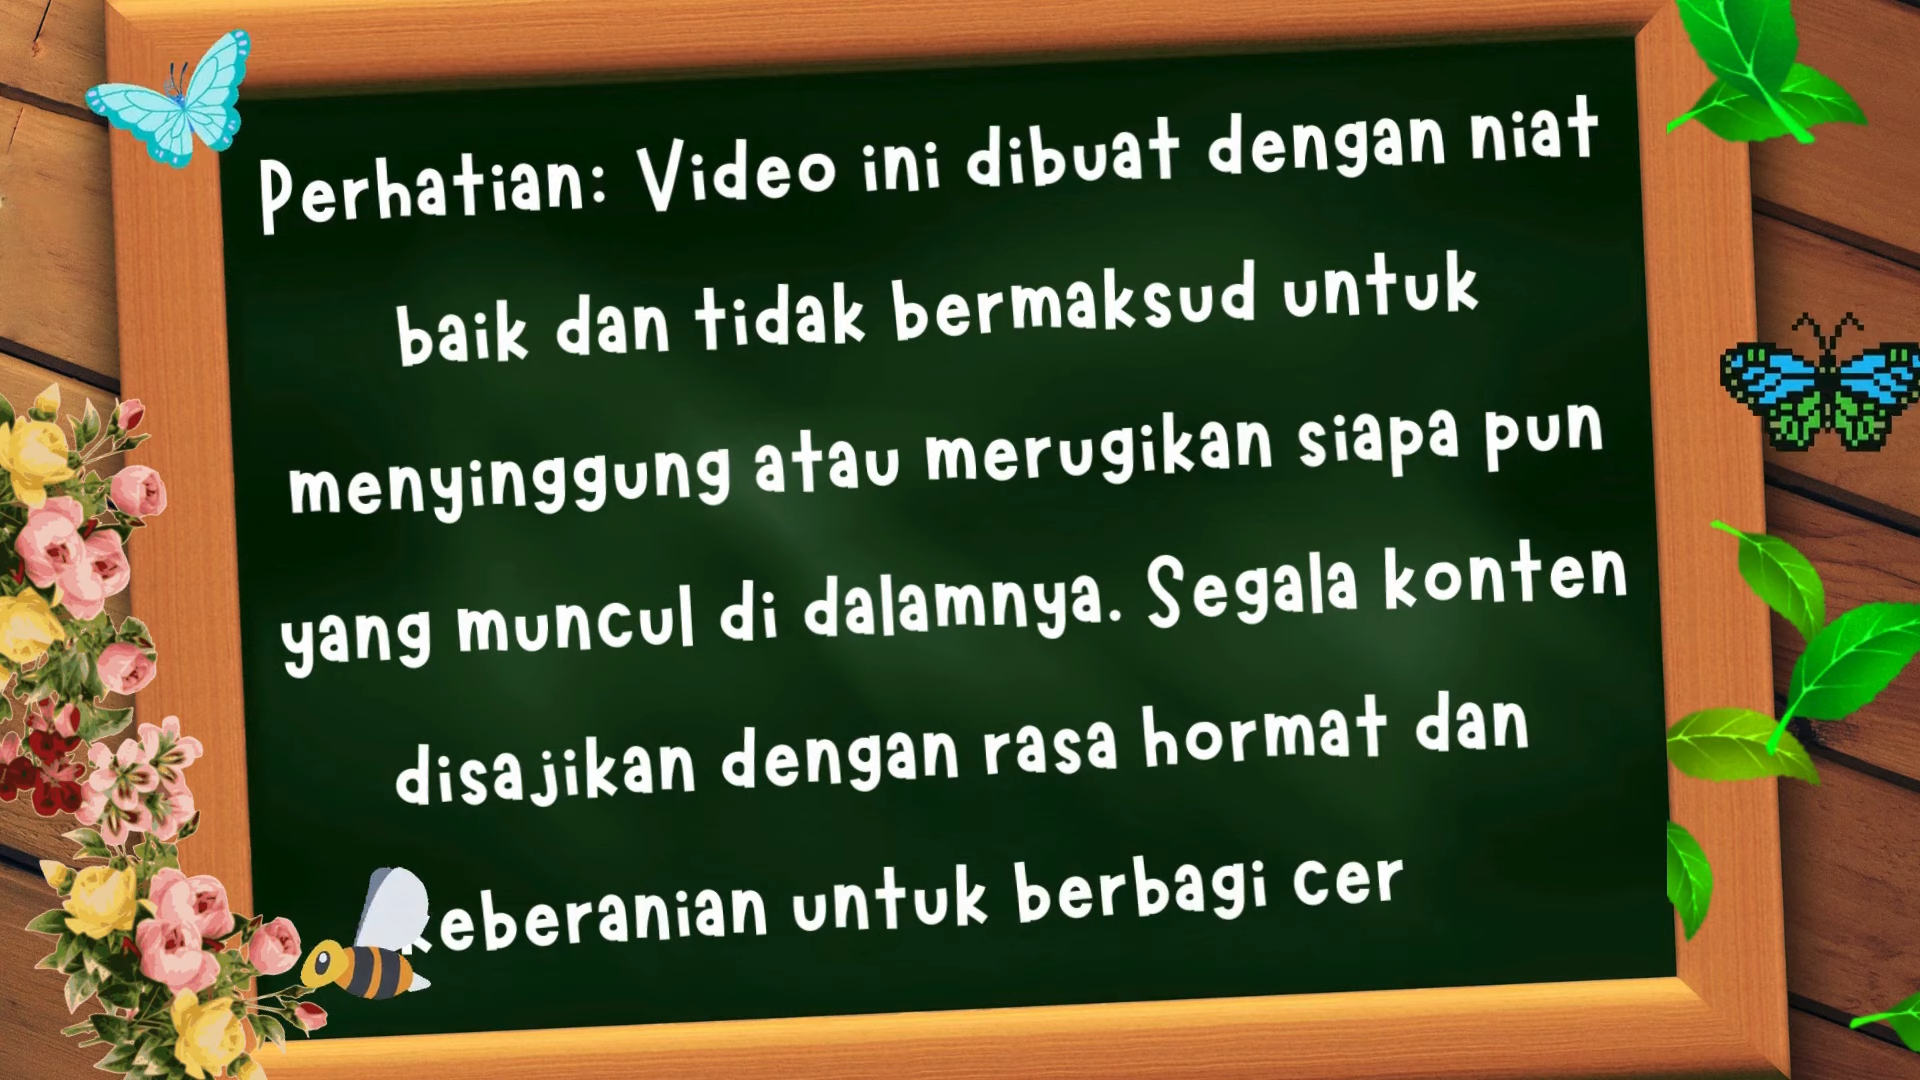 Perhatian: Video ini dibuat dengan niat
baik dan tidak bermaksud untuk
menyinggung atau merugikan siapa pun
yang muncul di dalamnya. Segala konten
disajikan dengan rasa hormat dan
keberanian untuk berbagi cer